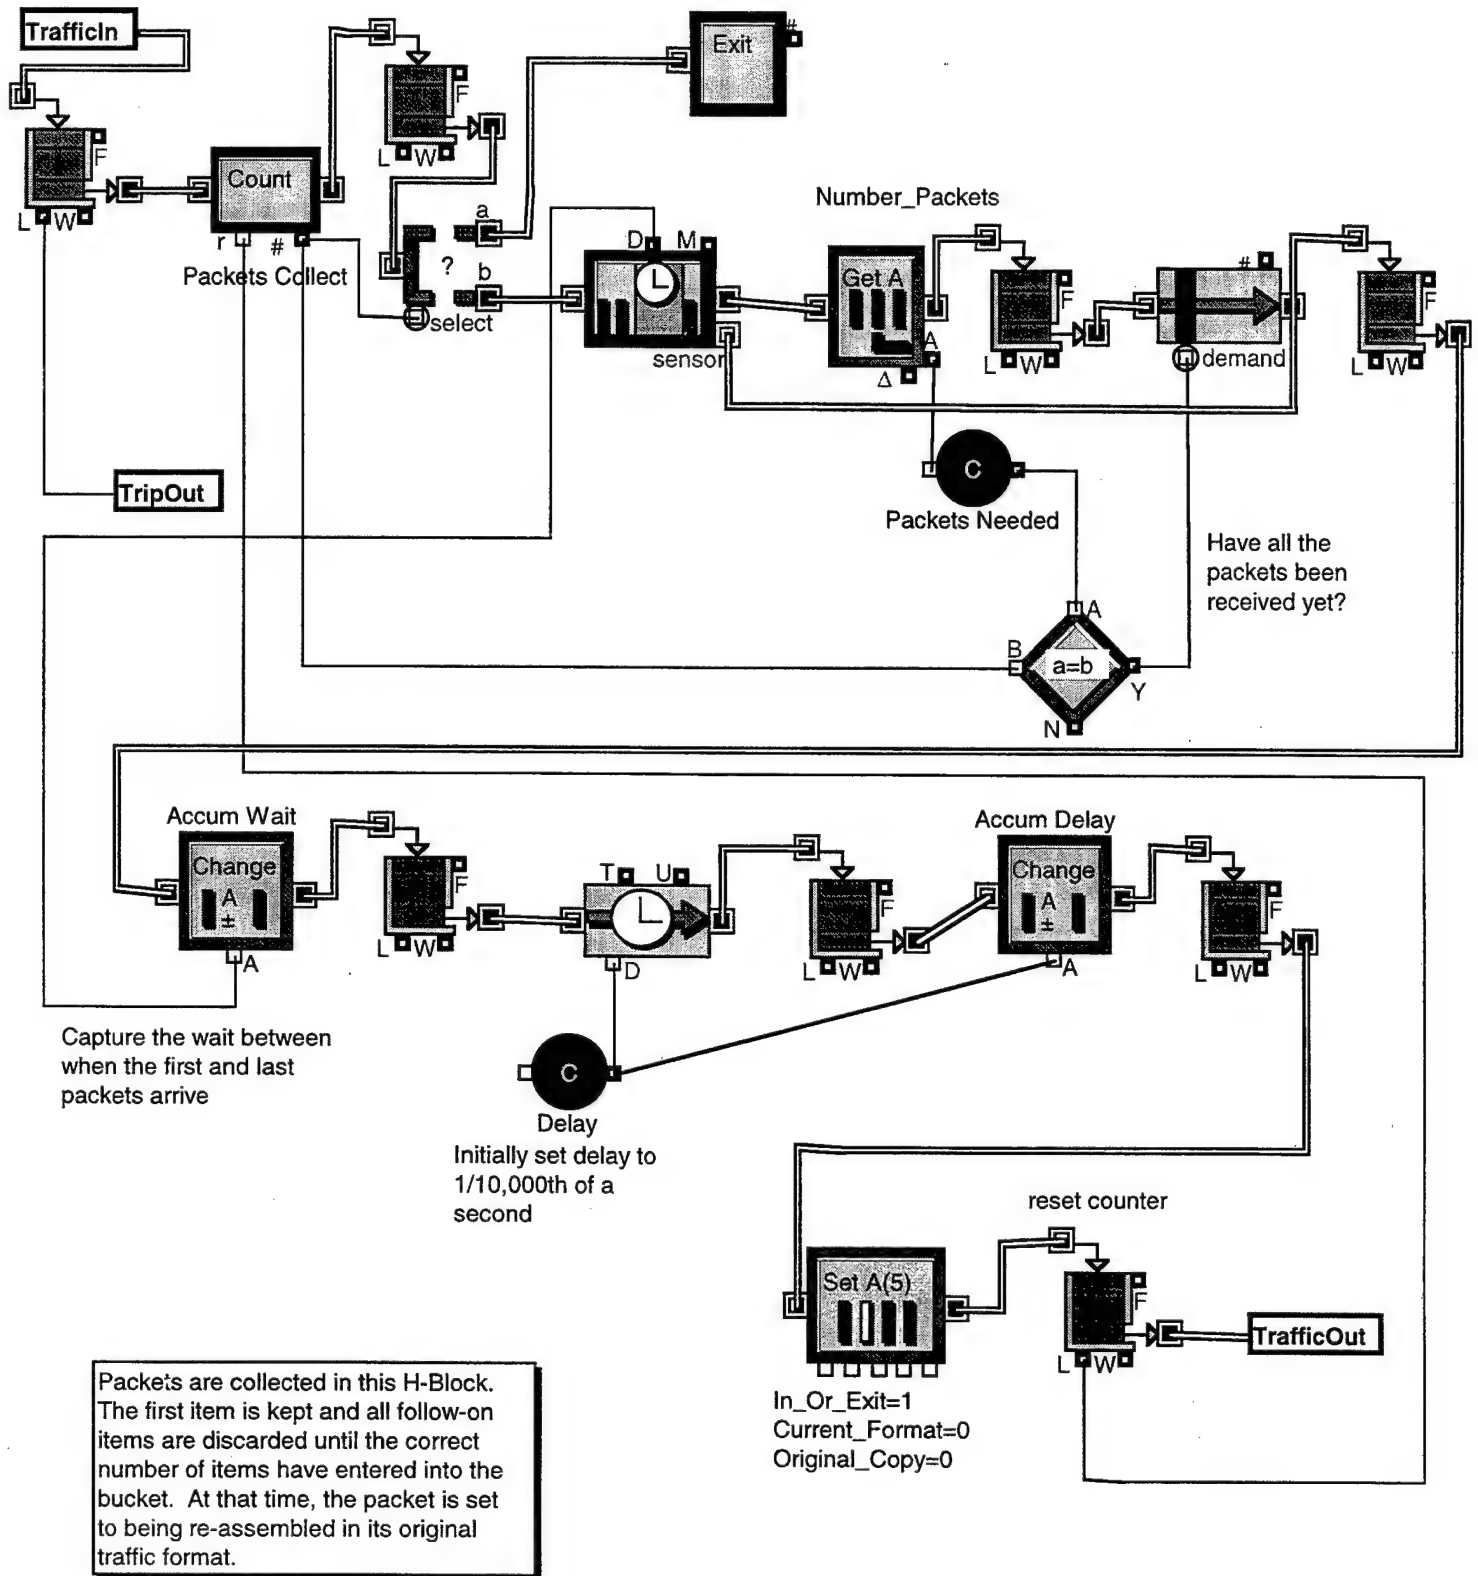 TrafficIn
Exit
#
F
F
Count
L W
L W
Number_Packets
a
r #
D M
?
Packets Collect
b
Get A
#
F
F
select
sensor
A
demand
L W
L W
Δ
C
TripOut
Packets Needed
Have all the
packets been
received yet?
A
B
a=b
Y
N
Accum Wait
Accum Delay
Change
A
±
F
T U
F
Change
A
±
F
L W
L W
L W
A
D
A
Capture the wait between
when the first and last
packets arrive
C
Delay
Initially set delay to
1/10,000th of a
second
reset counter
Set A(5)
F
TrafficOut
L W
In_Or_Exit=1
Current_Format=0
Original_Copy=0
Packets are collected in this H-Block.
The first item is kept and all follow-on
items are discarded until the correct
number of items have entered into the
bucket. At that time, the packet is set
to being re-assembled in its original
traffic format.